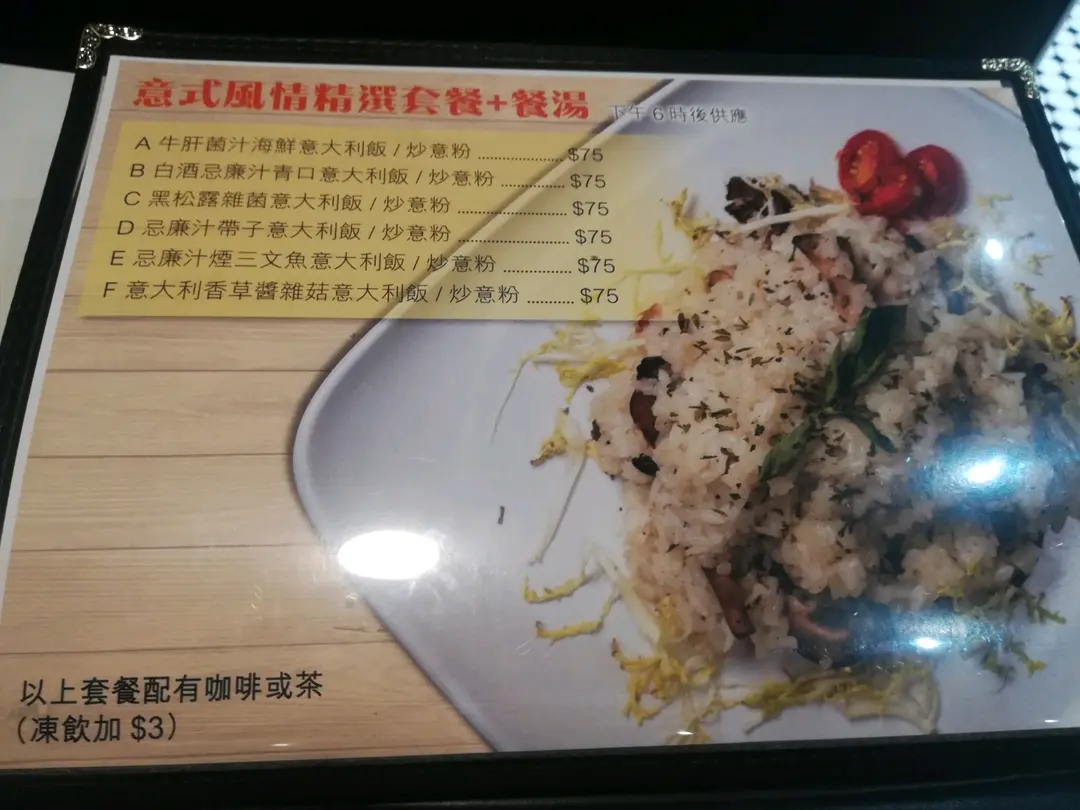 意式風情精選套餐+餐湯 下午6時後供應
A 牛肝菌汁海鮮意大利飯 / 炒意粉 .................. $75
B 白酒忌廉汁青口意大利飯 / 炒意粉 ............. $75
C 黑松露雜菌意大利飯 / 炒意粉 ...................... $75
D 忌廉汁帶子意大利飯 / 炒意粉 ...................... $75
E 忌廉汁煙三文魚意大利飯 / 炒意粉 ............. $75
F 意大利香草醬雜菇意大利飯 / 炒意粉 .......... $75
以上套餐配有咖啡或茶
(凍飲加 $3)